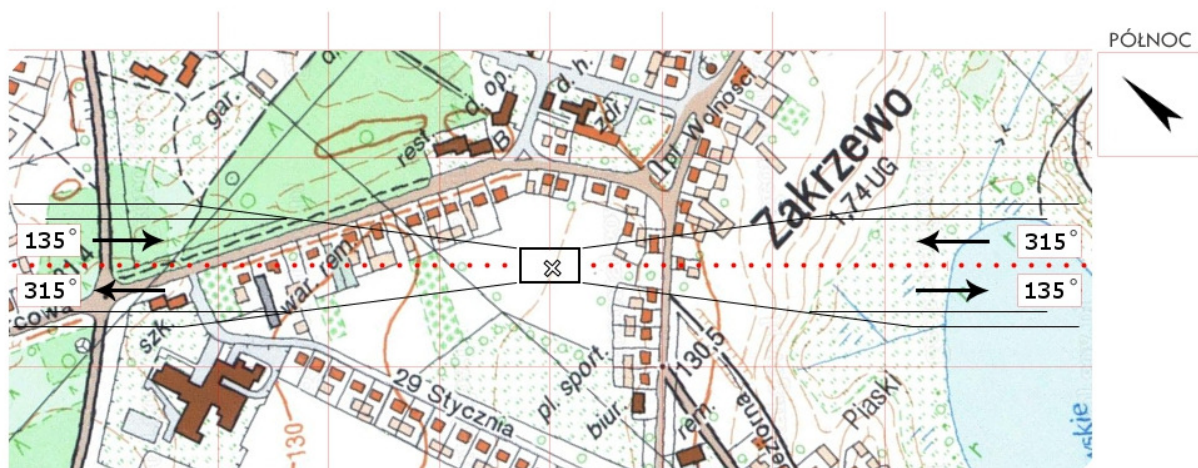 PÓŁNOC
gar.
d. op.
d. h.
rest.
B
zdr.
pl. Wolności
Zakrzewo
1,74 UG
135°
315°
315°
135°
war.
rem.
szk.
29 Stycznia
pl. sport.
biur.
130,5
rem.
Jeziorna
Piaski
130